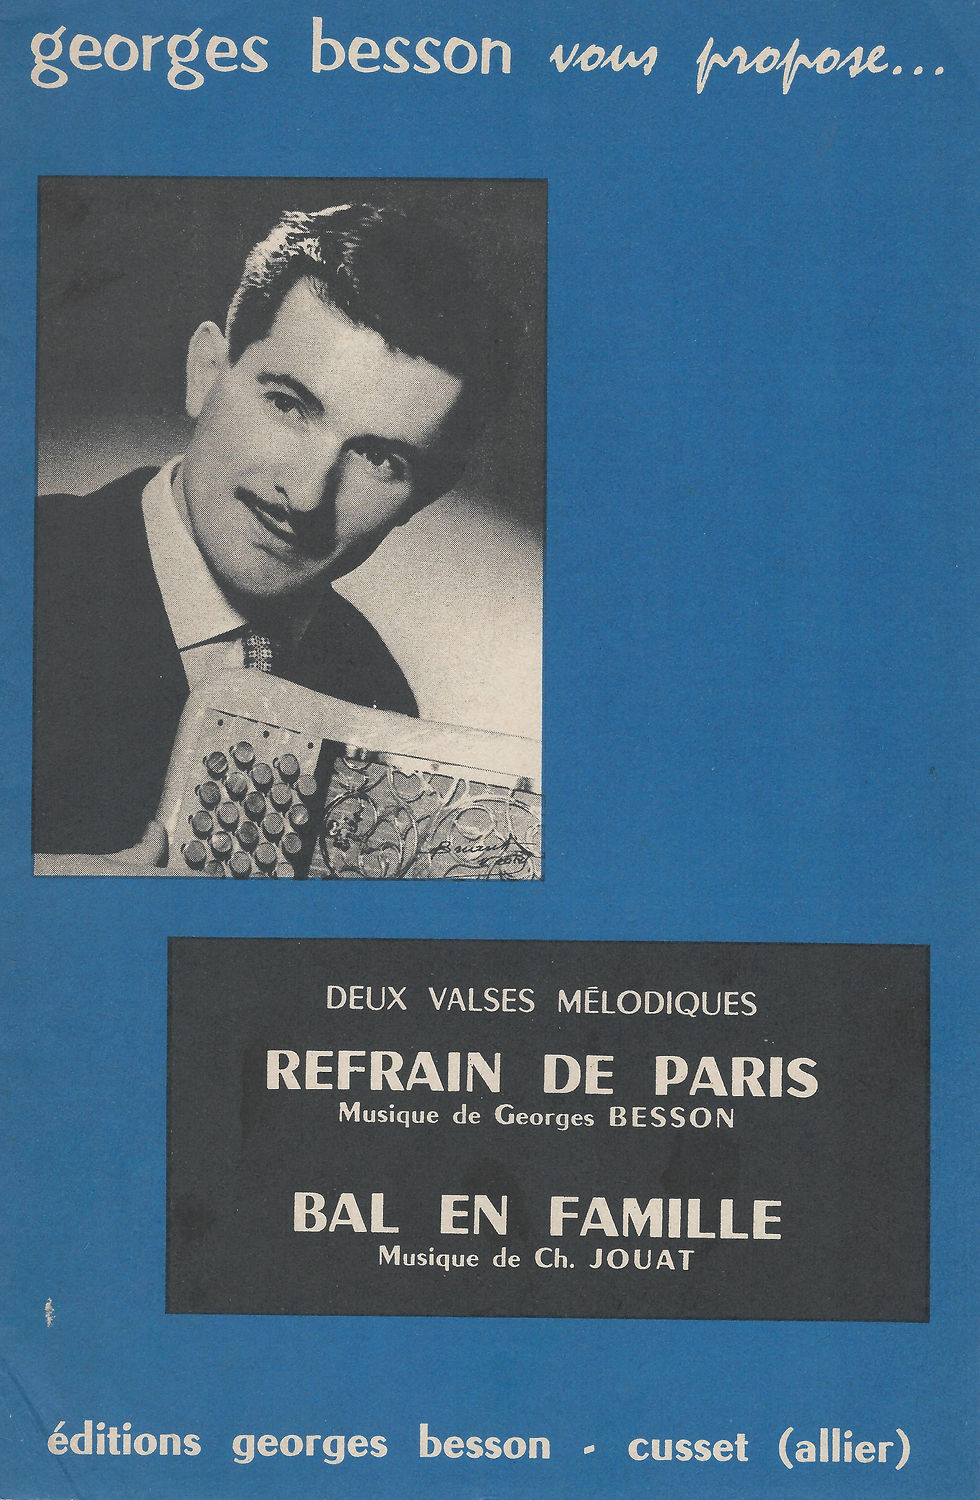 georges besson vous propose...
DEUX VALSES MÉLODIQUES
REFRAIN DE PARIS
Musique de Georges BESSON
BAL EN FAMILLE
Musique de Ch. JOUAT
éditions georges besson - cusset (allier)